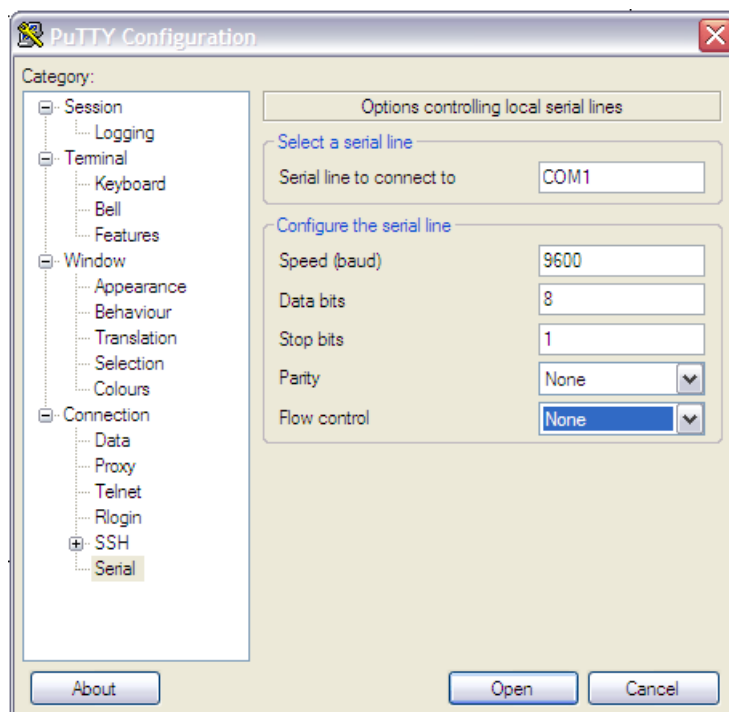 PuTTY Configuration
Category:
Session
Logging
Terminal
Keyboard
Bell
Features
Window
Appearance
Behaviour
Translation
Selection
Colours
Connection
Data
Proxy
Telnet
Rlogin
SSH
Serial
Options controlling local serial lines
Select a serial line
Serial line to connect to COM1
Configure the serial line
Speed (baud) 9600
Data bits 8
Stop bits 1
Parity None
Flow control None
About Open Cancel